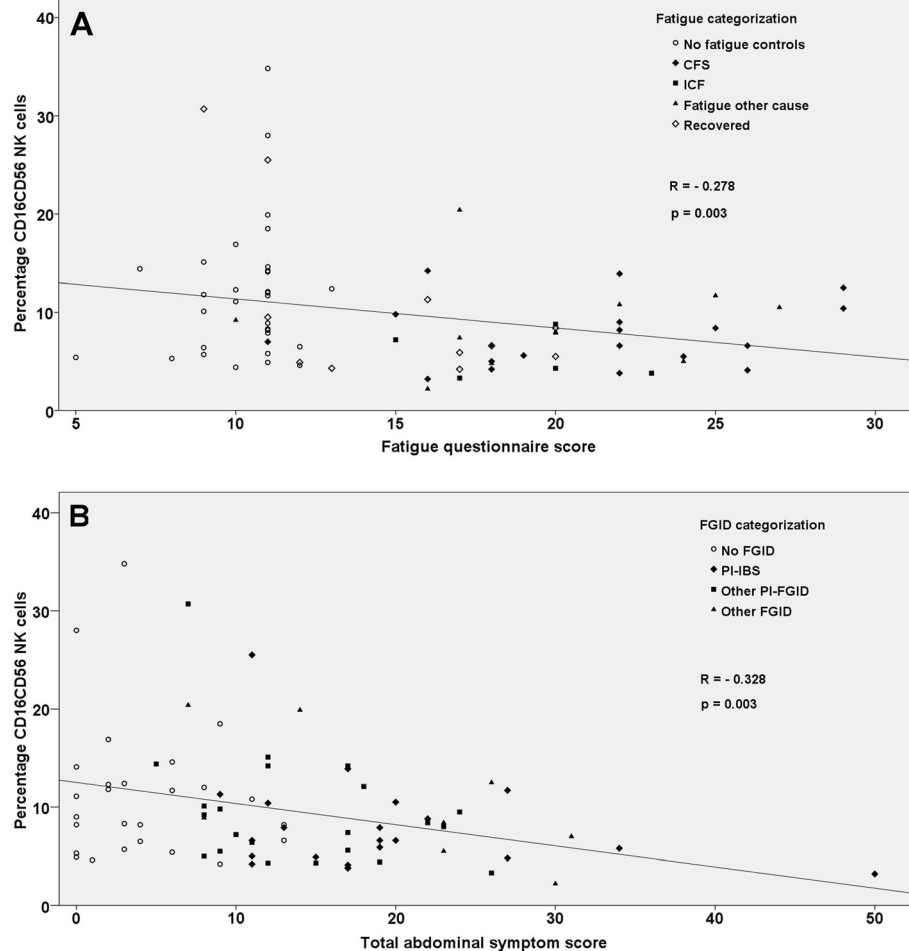 A
Fatigue categorization
No fatigue controls
CFS
ICF
Fatigue other cause
Recovered
R = - 0.278
p = 0.003
Percentage CD16CD56 NK cells
40
30
20
10
0
5 10 15 20 25 30
Fatigue questionnaire score
B
FGID categorization
No FGID
PI-IBS
Other PI-FGID
Other FGID
R = - 0.328
p = 0.003
Percentage CD16CD56 NK cells
40
30
20
10
0
0 10 20 30 40 50
Total abdominal symptom score